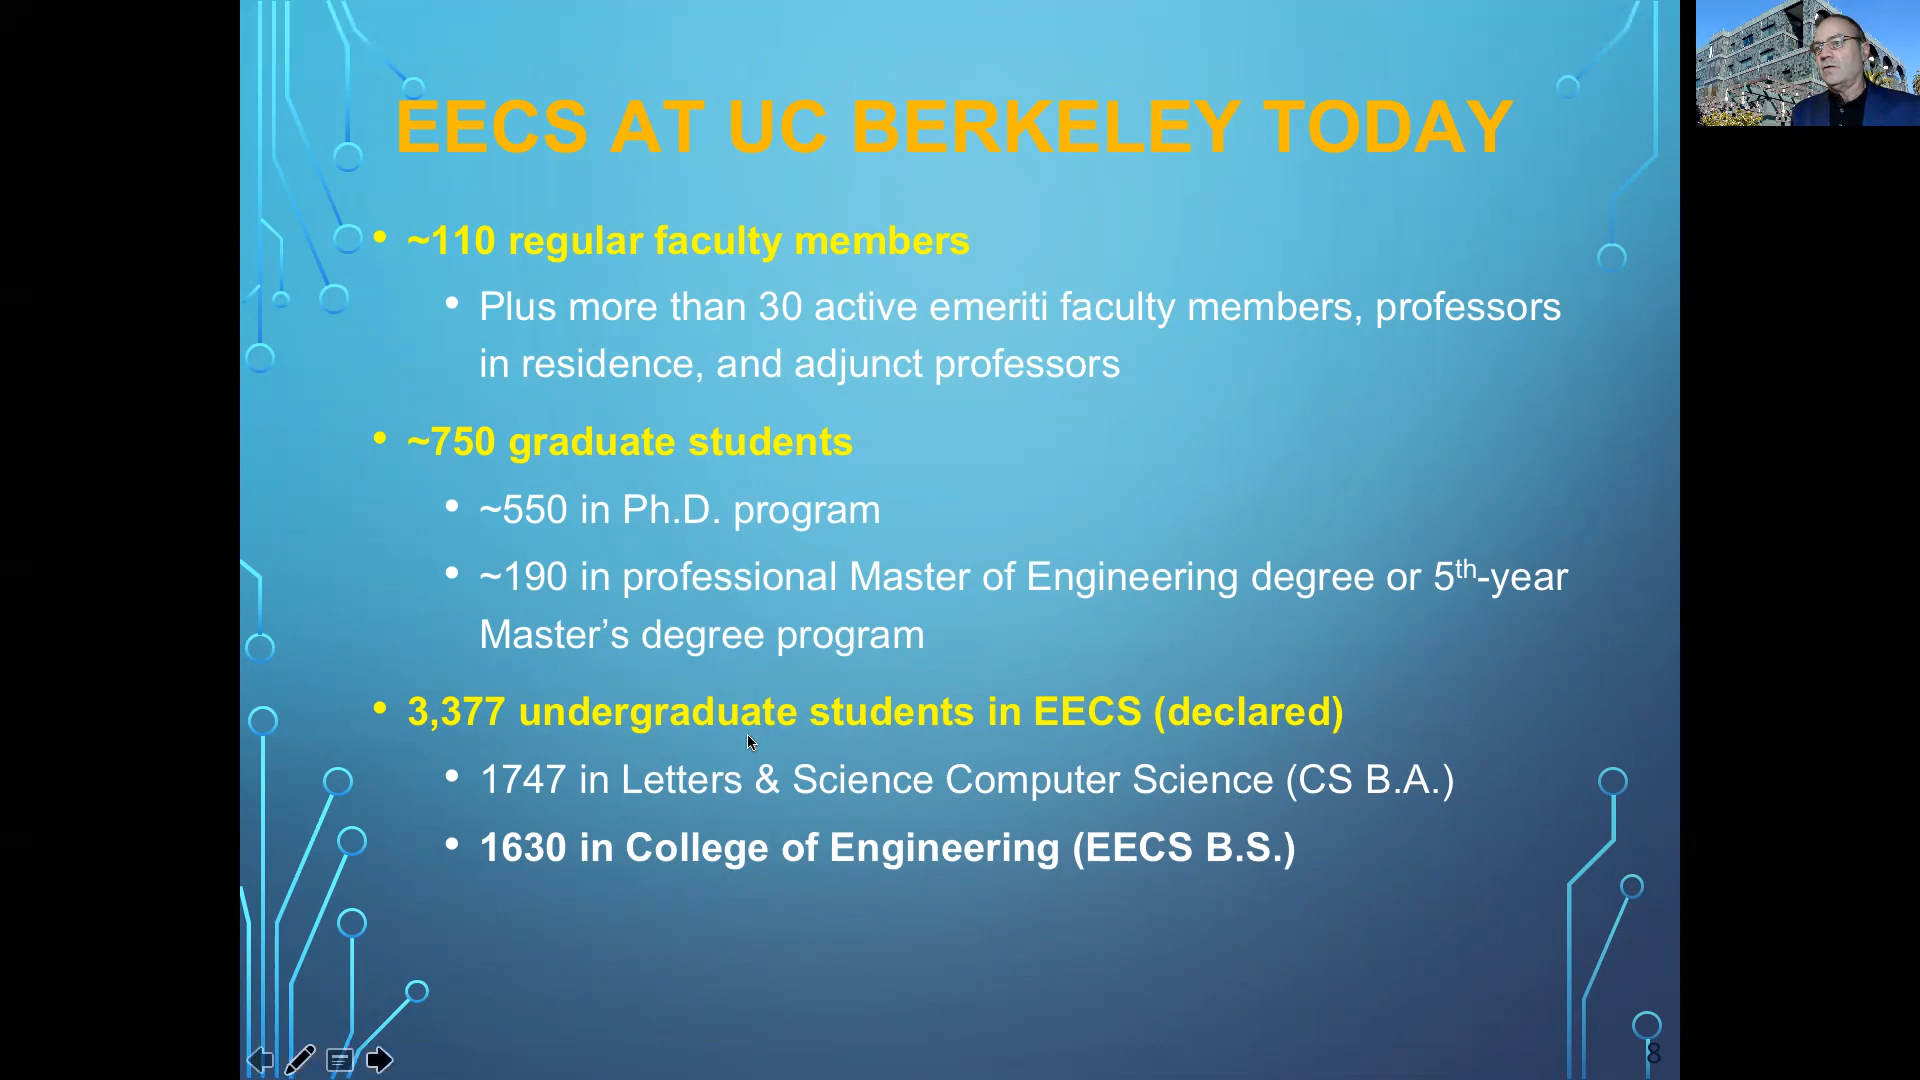 EECS AT UC BERKELEY TODAY
• ~110 regular faculty members
• Plus more than 30 active emeriti faculty members, professors
in residence, and adjunct professors
• ~750 graduate students
• ~550 in Ph.D. program
• ~190 in professional Master of Engineering degree or 5th-year
Master’s degree program
• 3,377 undergraduate students in EECS (declared)
• 1747 in Letters & Science Computer Science (CS B.A.)
• 1630 in College of Engineering (EECS B.S.)
8